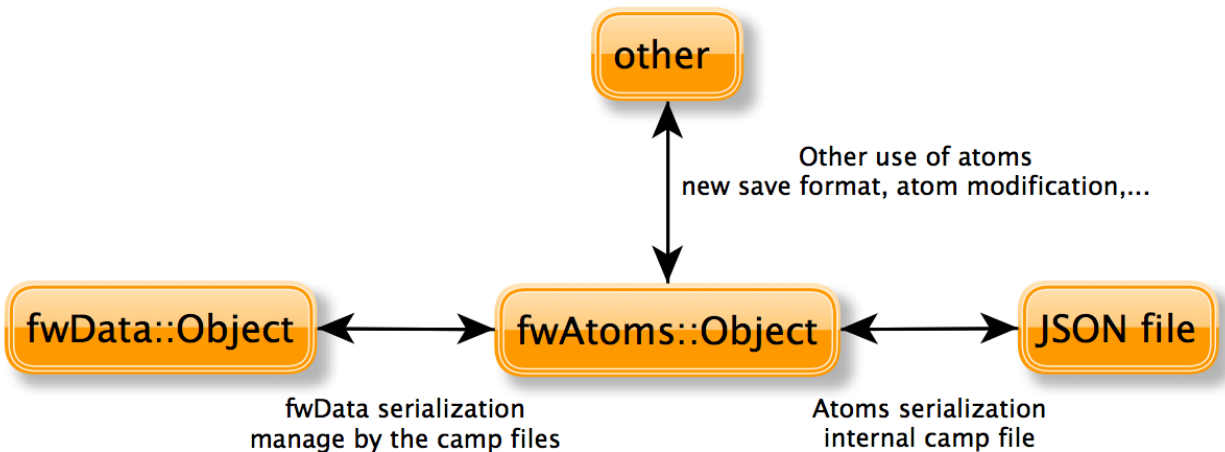 other
Other use of atoms
new save format, atom modification,...
fwData::Object
fwAtoms::Object
JSON file
fwData serialization
manage by the camp files
Atoms serialization
internal camp file